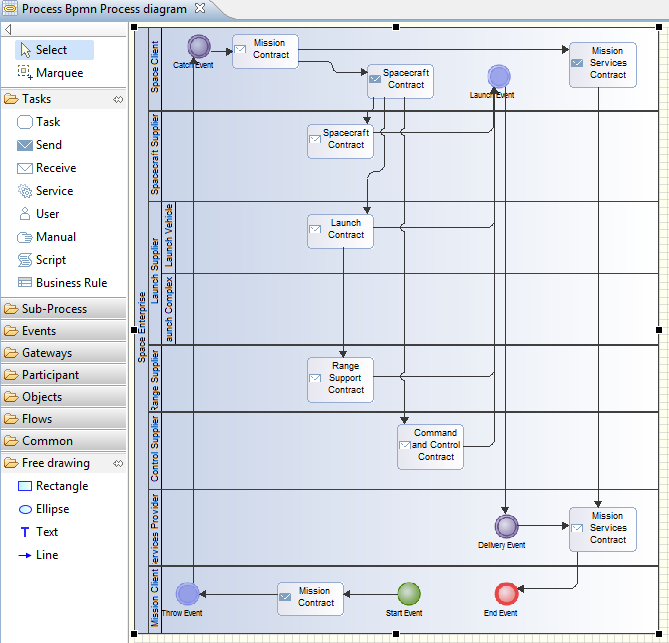 Process Bpmn Process diagram
Select
Marquee
Tasks
Task
Send
Receive
Service
User
Manual
Script
Business Rule
Sub-Process
Events
Gateways
Participant
Objects
Flows
Common
Free drawing
Rectangle
Ellipse
Text
Line
Space Enterprise
Space Client
Catch Event
Mission
Contract
Spacecraft
Contract
Launch Event
Mission
Services
Contract
Spacecraft Supplier
Spacecraft
Contract
Launch Supplier
Launch Vehicle
Launch
Contract
aunch Complex
Range Supplier
Range
Support
Contract
Control Supplier
Command
and Control
Contract
ervices Provider
Delivery Event
Mission
Services
Contract
Mission Client
Throw Event
Mission
Contract
Start Event
End Event